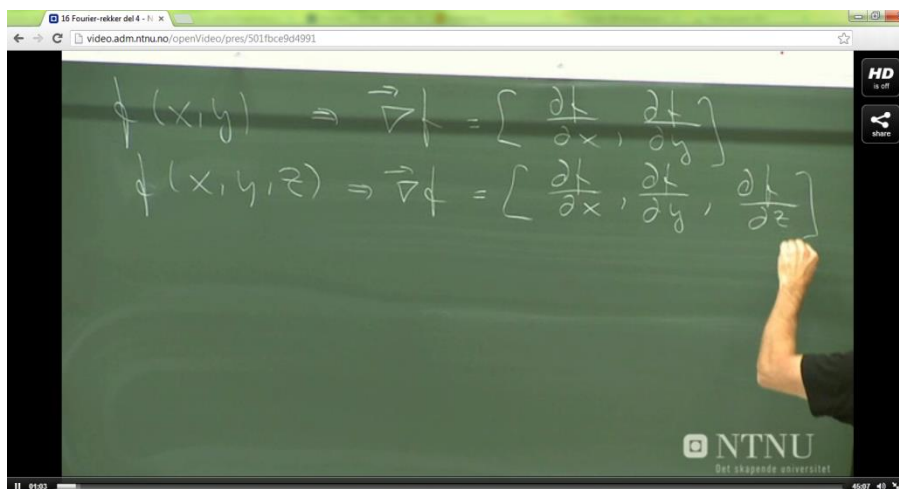 16 Fourier-rekker del 4 - N
video.adm.ntnu.no/openVideo/pres/501fbce9d4991
HD
is off
share
f(x,y) ⇒ ∇⃗f = [∂f/∂x, ∂f/∂y]
f(x,y,z) ⇒ ∇⃗f = [∂f/∂x, ∂f/∂y, ∂f/∂z]
NTNU
Det skapende universitet
01:03
45:07